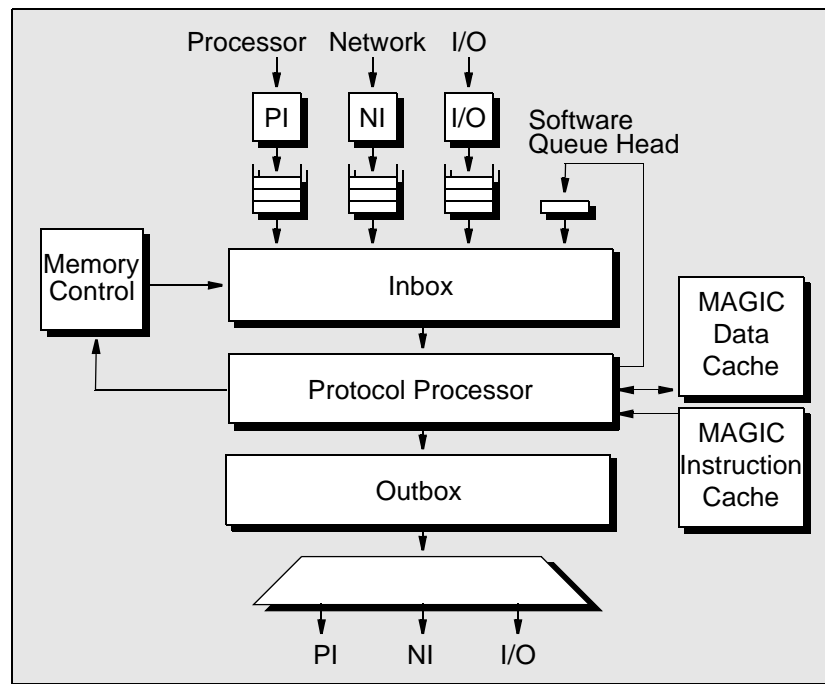 Processor Network I/O
PI NI I/O
Software
Queue Head
Memory
Control
Inbox
MAGIC
Data
Cache
Protocol Processor
MAGIC
Instruction
Cache
Outbox
PI NI I/O